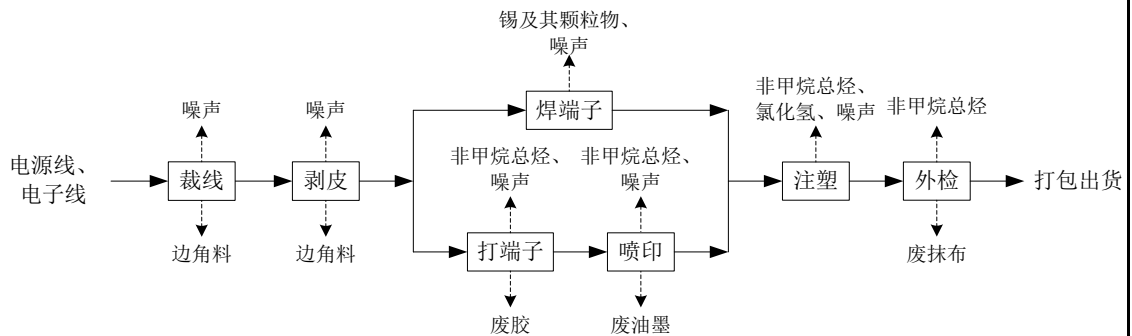 锡及其颗粒物、
噪声
焊端子
噪声
噪声
非甲烷总烃、
氯化氢、噪声
非甲烷总烃
电源线、
电子线
裁线
剥皮
非甲烷总烃、
噪声
非甲烷总烃、
噪声
注塑
外检
打包出货
边角料
边角料
打端子
喷印
废抹布
废胶
废油墨